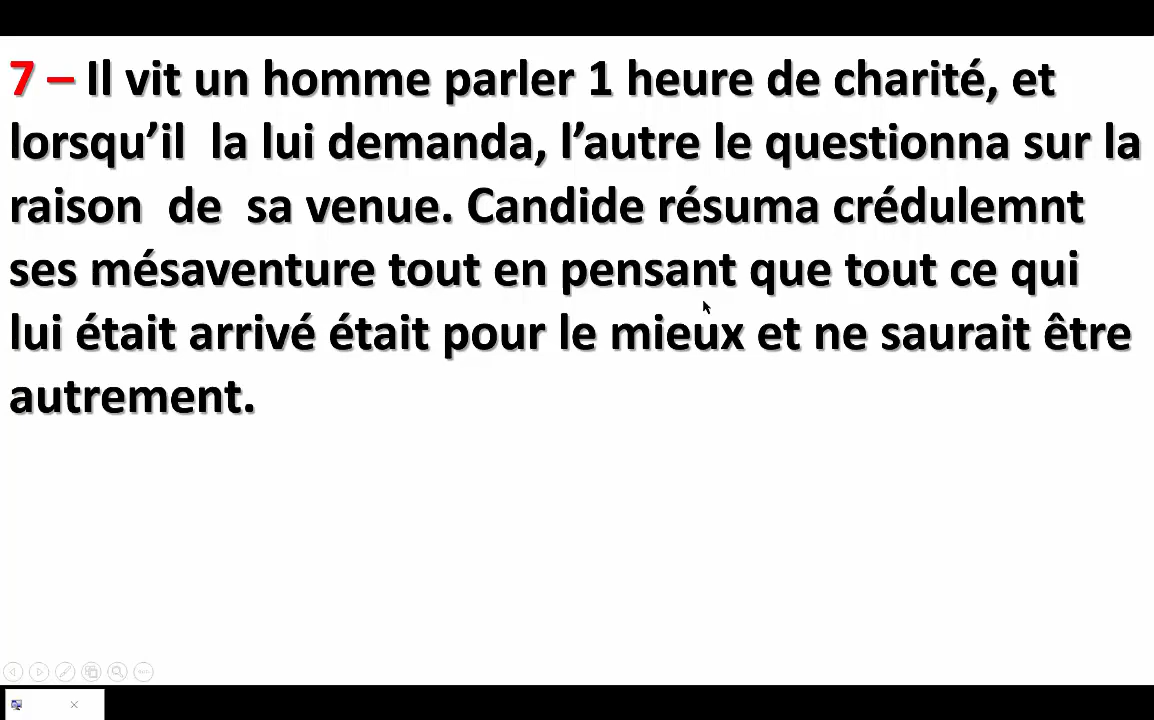 7 – Il vit un homme parler 1 heure de charité, et
lorsqu’il la lui demanda, l’autre le questionna sur la
raison de sa venue. Candide résuma crédulemnt
ses mésaventure tout en pensant que tout ce qui
lui était arrivé était pour le mieux et ne saurait être
autrement.